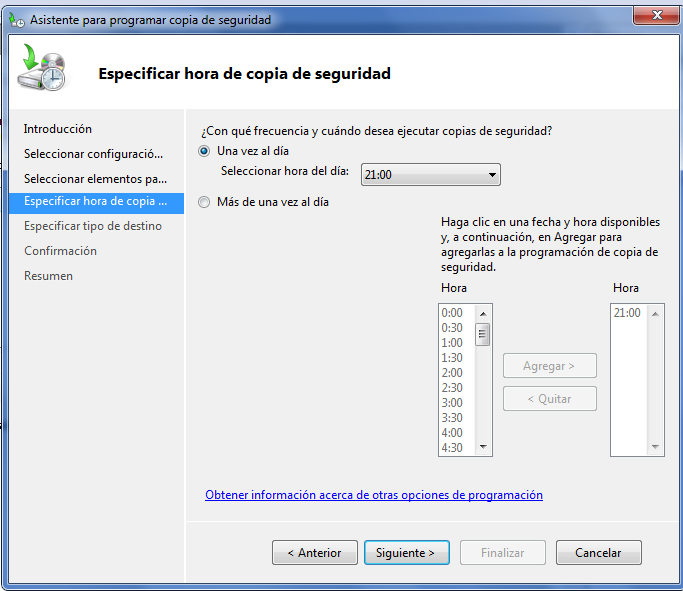 Asistente para programar copia de seguridad
Especificar hora de copia de seguridad
Introducción
Seleccionar configuració...
Seleccionar elementos pa...
Especificar hora de copia ...
Especificar tipo de destino
Confirmación
Resumen
¿Con qué frecuencia y cuándo desea ejecutar copias de seguridad?
Una vez al día
Seleccionar hora del día:
21:00
Más de una vez al día
Haga clic en una fecha y hora disponibles
y, a continuación, en Agregar para
agregarlas a la programación de copia de
seguridad.
Hora
Hora
0:00
0:30
1:00
1:30
2:00
2:30
3:00
3:30
4:00
4:30
Agregar >
< Quitar
21:00
Obtener información acerca de otras opciones de programación
< Anterior
Siguiente >
Finalizar
Cancelar